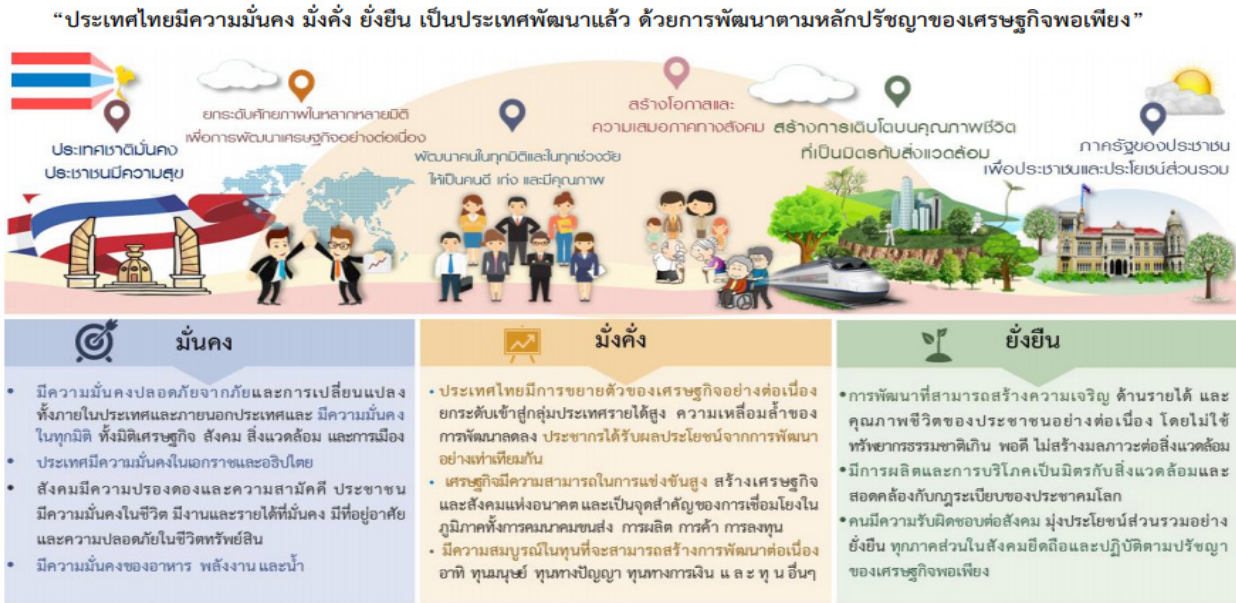 “ประเทศไทยมีความมั่นคง มั่งคั่ง ยั่งยืน เป็นประเทศพัฒนาแล้ว ด้วยการพัฒนาตามหลักปรัชญาของเศรษฐกิจพอเพียง”
ประเทศชาติมั่นคง
ประชาชนมีความสุข
ยกระดับศักยภาพในหลากหลายมิติ
เพื่อการพัฒนาเศรษฐกิจอย่างต่อเนื่อง
พัฒนาคนในทุกมิติและในทุกช่วงวัย
ให้เป็นคนดี เก่ง และมีคุณภาพ
สร้างโอกาสและ
ความเสมอภาคทางสังคม
สร้างการเติบโตบนคุณภาพชีวิต
ที่เป็นมิตรกับสิ่งแวดล้อม
ภาครัฐของประชาชน
เพื่อประชาชนและประโยชน์ส่วนรวม
มั่นคง
• มีความมั่นคงปลอดภัยจากภัยและการเปลี่ยนแปลง
ทั้งภายในประเทศและภายนอกประเทศและ มีความมั่นคง
ในทุกมิติ ทั้งมิติเศรษฐกิจ สังคม สิ่งแวดล้อม และการเมือง
• ประเทศมีความมั่นคงในเอกราชและอธิปไตย
• สังคมมีความปรองดองและความสามัคคี ประชาชน
มีความมั่นคงในชีวิต มีงานและรายได้ที่มั่นคง มีที่อยู่อาศัย
และความปลอดภัยในชีวิตทรัพย์สิน
• มีความมั่นคงของอาหาร พลังงาน และน้ำ
มั่งคั่ง
• ประเทศไทยมีการขยายตัวของเศรษฐกิจอย่างต่อเนื่อง
ยกระดับเข้าสู่กลุ่มประเทศรายได้สูง ความเหลื่อมล้ำของ
การพัฒนาลดลง ประชากรได้รับผลประโยชน์จากการพัฒนา
อย่างเท่าเทียมกัน
• เศรษฐกิจมีความสามารถในการแข่งขันสูง สร้างเศรษฐกิจ
และสังคมแห่งอนาคต และเป็นจุดสำคัญของการเชื่อมโยงใน
ภูมิภาคทั้งการคมนาคมขนส่ง การผลิต การค้า การลงทุน
• มีความสมบูรณ์ในทุนที่จะสามารถสร้างการพัฒนาต่อเนื่อง
อาทิ ทุนมนุษย์ ทุนทางปัญญา ทุนทางการเงิน และทุนอื่นๆ
ยั่งยืน
• การพัฒนาที่สามารถสร้างความเจริญ ด้านรายได้ และ
คุณภาพชีวิตของประชาชนอย่างต่อเนื่อง โดยไม่ใช้
ทรัพยากรธรรมชาติเกิน พอดี ไม่สร้างมลภาวะต่อสิ่งแวดล้อม
• มีการผลิตและการบริโภคเป็นมิตรกับสิ่งแวดล้อมและ
สอดคล้องกับกฎระเบียบของประชาคมโลก
• คนมีความรับผิดชอบต่อสังคม มุ่งประโยชน์ส่วนรวมอย่าง
ยั่งยืน ทุกภาคส่วนในสังคมยึดถือและปฏิบัติตามปรัชญา
ของเศรษฐกิจพอเพียง